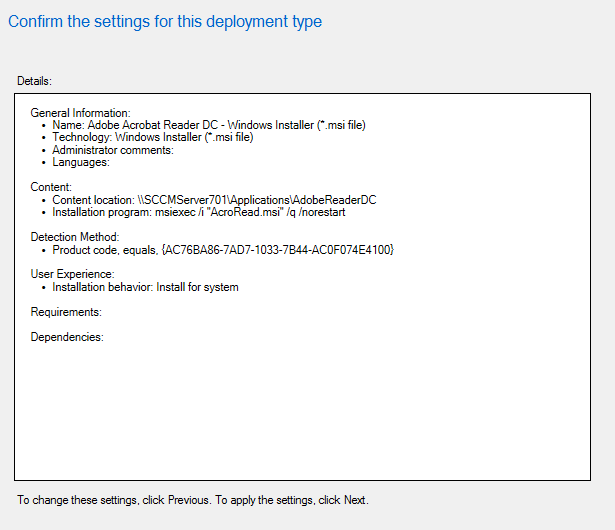 Confirm the settings for this deployment type
Details:
General Information:
• Name: Adobe Acrobat Reader DC - Windows Installer (*.msi file)
• Technology: Windows Installer (*.msi file)
• Administrator comments:
• Languages:
Content:
• Content location: \\SCCMServer701\Applications\AdobeReaderDC
• Installation program: msiexec /i "AcroRead.msi" /q /norestart
Detection Method:
• Product code, equals, {AC76BA86-7AD7-1033-7B44-AC0F074E4100}
User Experience:
• Installation behavior: Install for system
Requirements:
Dependencies:
To change these settings, click Previous. To apply the settings, click Next.